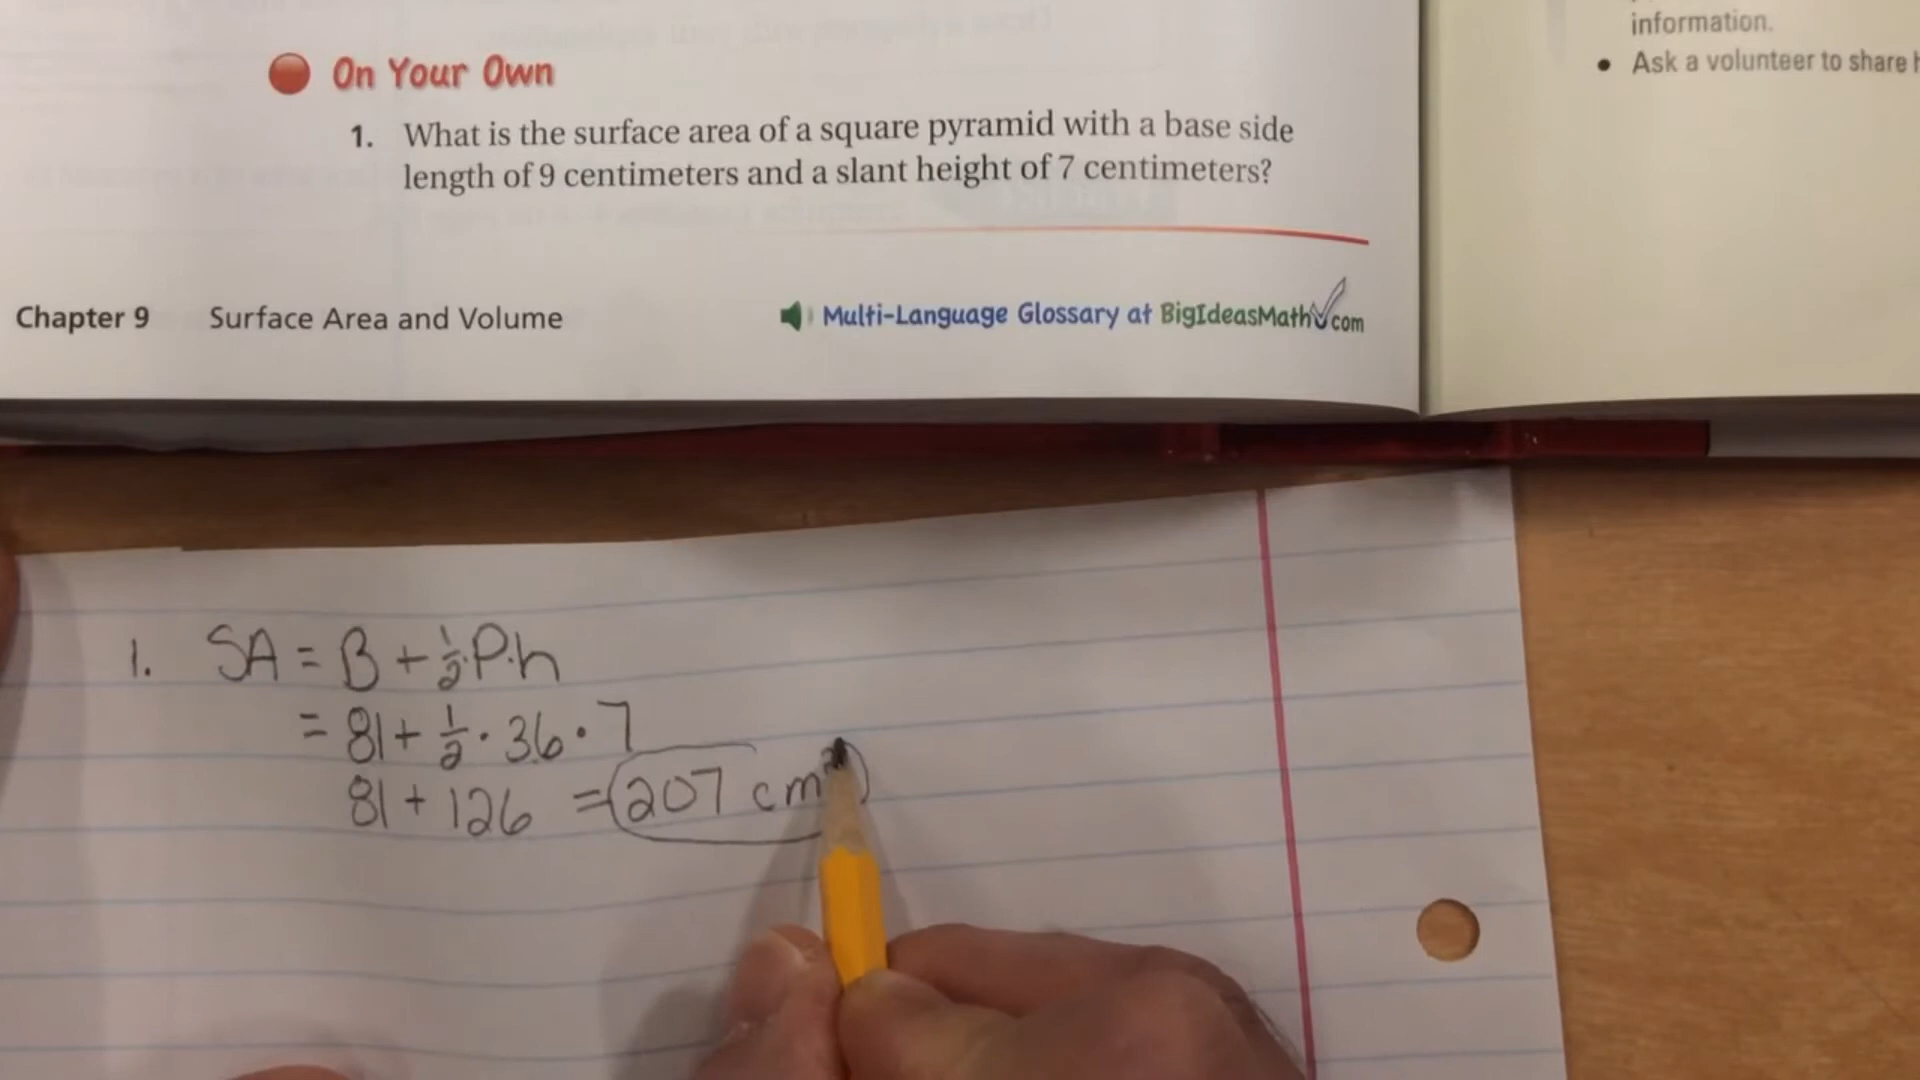 information.
• Ask a volunteer to share
On Your Own
1. What is the surface area of a square pyramid with a base side
length of 9 centimeters and a slant height of 7 centimeters?
Chapter 9 Surface Area and Volume
Multi-Language Glossary at BigIdeasMath com
1. SA = B + 1/2·P·h
= 81 + 1/2 · 36 · 7
81 + 126 = 207 cm²